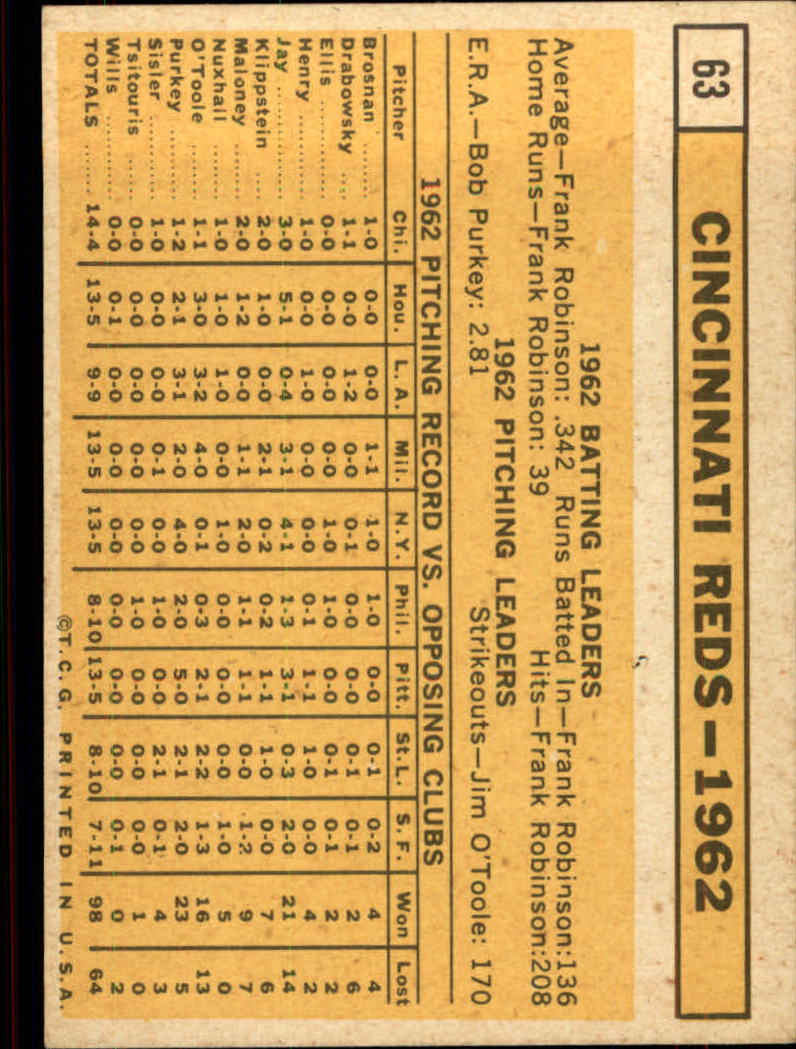 63 CINCINNATI REDS—1962
1962 BATTING LEADERS
Average—Frank Robinson: .342 Runs Batted In—Frank Robinson:136
Home Runs—Frank Robinson: 39 Hits—Frank Robinson:208
1962 PITCHING LEADERS
E.R.A.—Bob Purkey: 2.81 Strikeouts—Jim O'Toole: 170
1962 PITCHING RECORD VS. OPPOSING CLUBS
Pitcher Chi. Hou. L. A. Mil. N.Y. Phil. Pitt. St.L. S. F. Won Lost
Brosnan ........ 1-0 0-0 0-0 1-1 1-0 1-0 0-0 0-1 0-2 4 4
Drabowsky .... 1-1 0-0 1-2 0-0 0-1 0-0 0-0 0-1 0-1 2 6
Ellis ............ 0-0 0-0 0-0 0-0 1-0 1-0 0-0 0-1 0-1 2 2
Henry .......... 1-0 0-0 1-0 0-0 0-0 0-1 1-1 1-0 0-0 4 2
Jay .............. 3-0 5-1 0-4 3-1 4-1 1-3 3-1 0-3 2-0 21 14
Klippstein .... 2-0 1-0 0-0 2-1 0-2 0-2 1-1 1-0 0-0 7 6
Maloney ........ 2-0 1-2 0-0 1-1 2-0 1-1 1-1 0-0 1-2 9 7
Nuxhall ........ 1-0 1-0 1-0 0-0 1-0 0-0 0-0 0-0 1-0 5 0
O'Toole ........ 1-1 3-0 3-2 4-0 0-1 0-3 2-1 2-2 1-3 16 13
Purkey .......... 1-2 2-1 3-1 2-0 4-0 2-0 5-0 2-1 2-0 23 5
Sisler .......... 1-0 0-0 0-0 0-1 0-0 1-0 0-0 2-1 0-1 4 3
Tsitouris ...... 0-0 0-0 0-0 0-0 0-0 1-0 0-0 0-0 0-0 1 0
Wills ............ 0-0 0-1 0-0 0-0 0-0 0-0 0-0 0-0 0-1 0 2
TOTALS ...... 14-4 13-5 9-9 13-5 13-5 8-10 13-5 8-10 7-11 98 64
©T.C.G. PRINTED IN U.S.A.